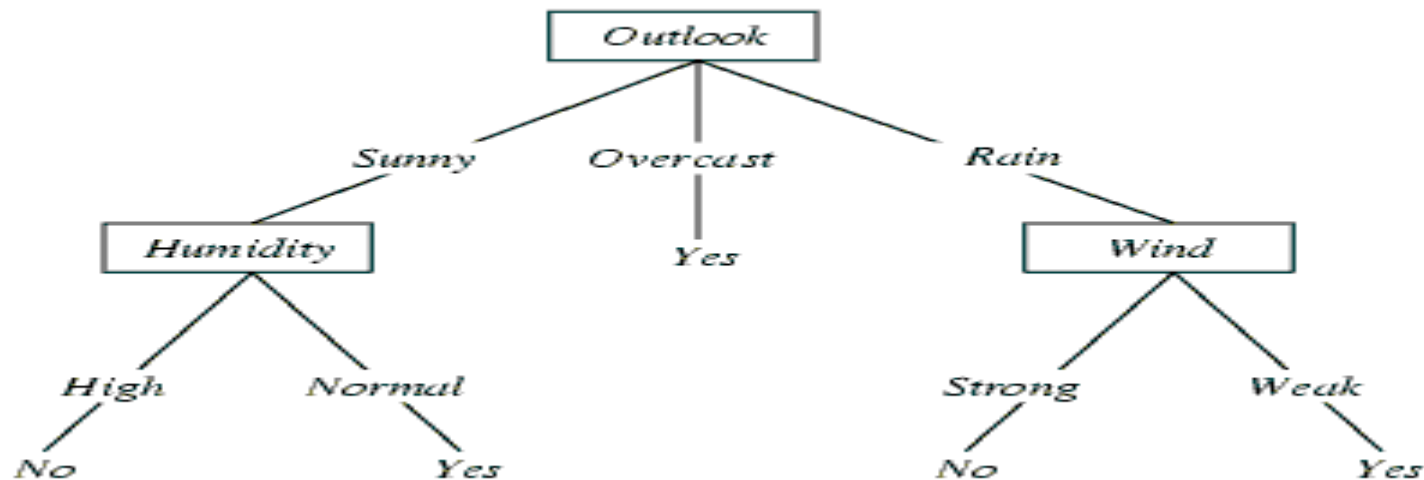 Outlook
Sunny Overcast Rain
Humidity Yes Wind
High Normal Strong Weak
No Yes No Yes